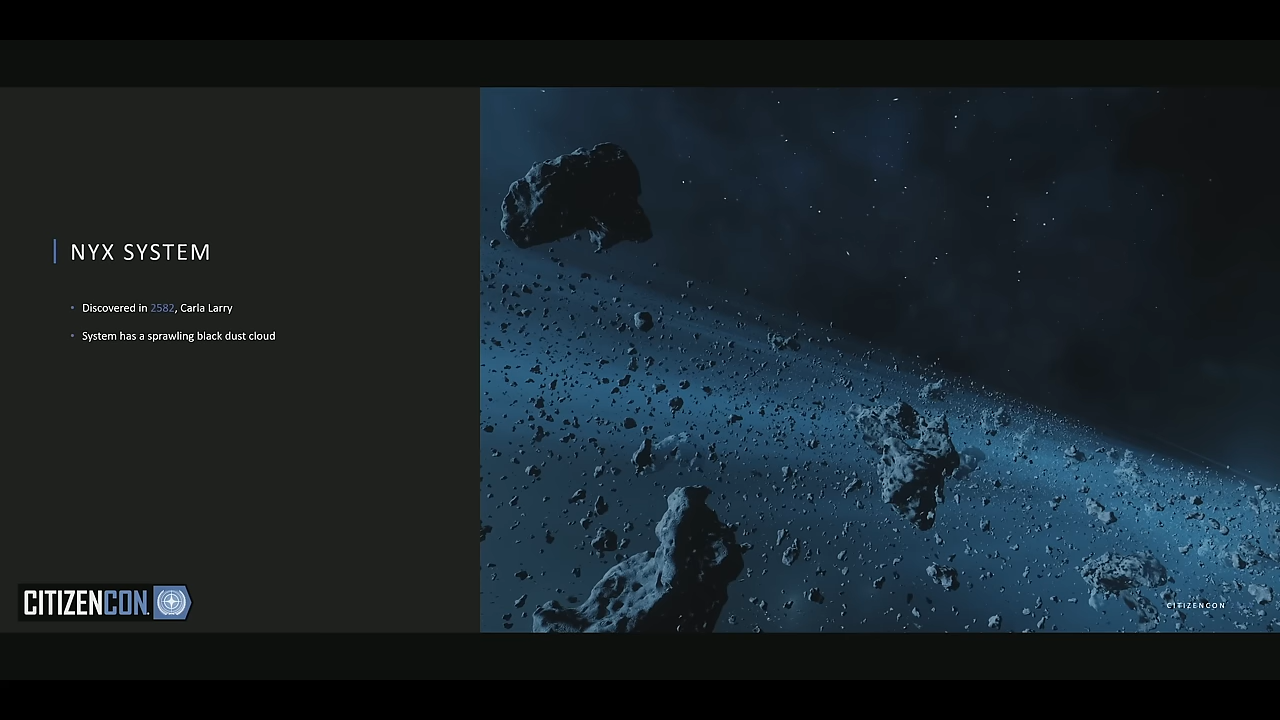 NYX SYSTEM
• Discovered in 2582, Carla Larry
• System has a sprawling black dust cloud
CITIZENCON.
CITIZENCON